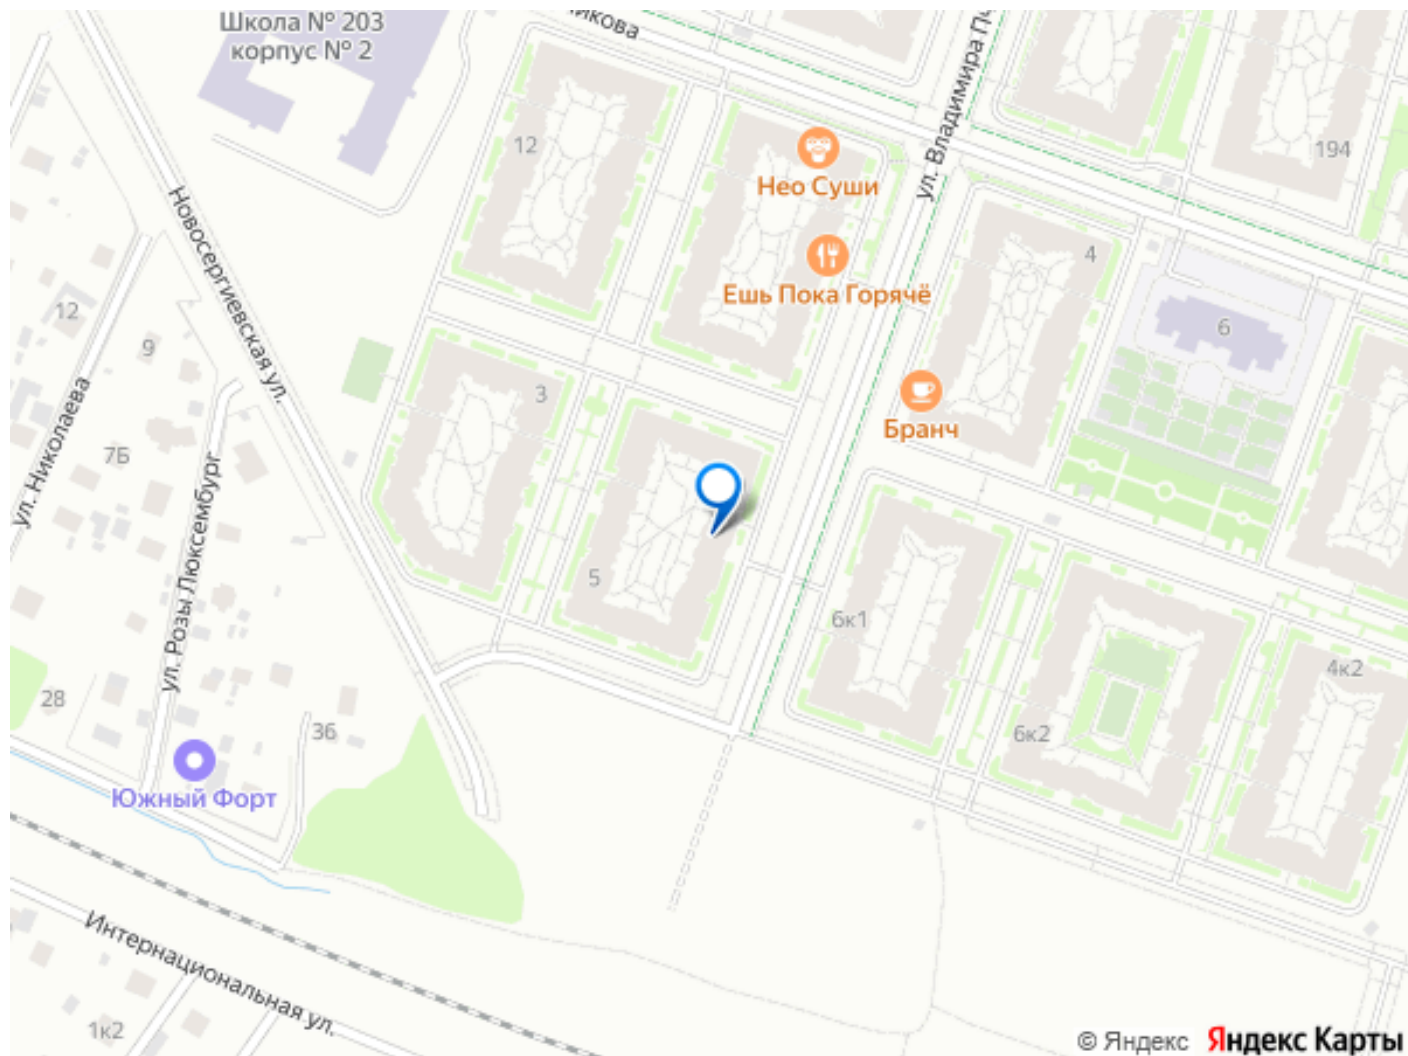 Школа № 203
корпус № 2
ул. Владимира
12
194
Нео Суши
Новосергиевская ул.
4
Ешь Пока Горячё
12
6
9
3
ул. Николаева
Бранч
7Б
ул. Розы Люксембург
5
6к1
4к2
28
36
6к2
Южный Форт
Интернациональная ул.
1к2
© Яндекс Яндекс Карты